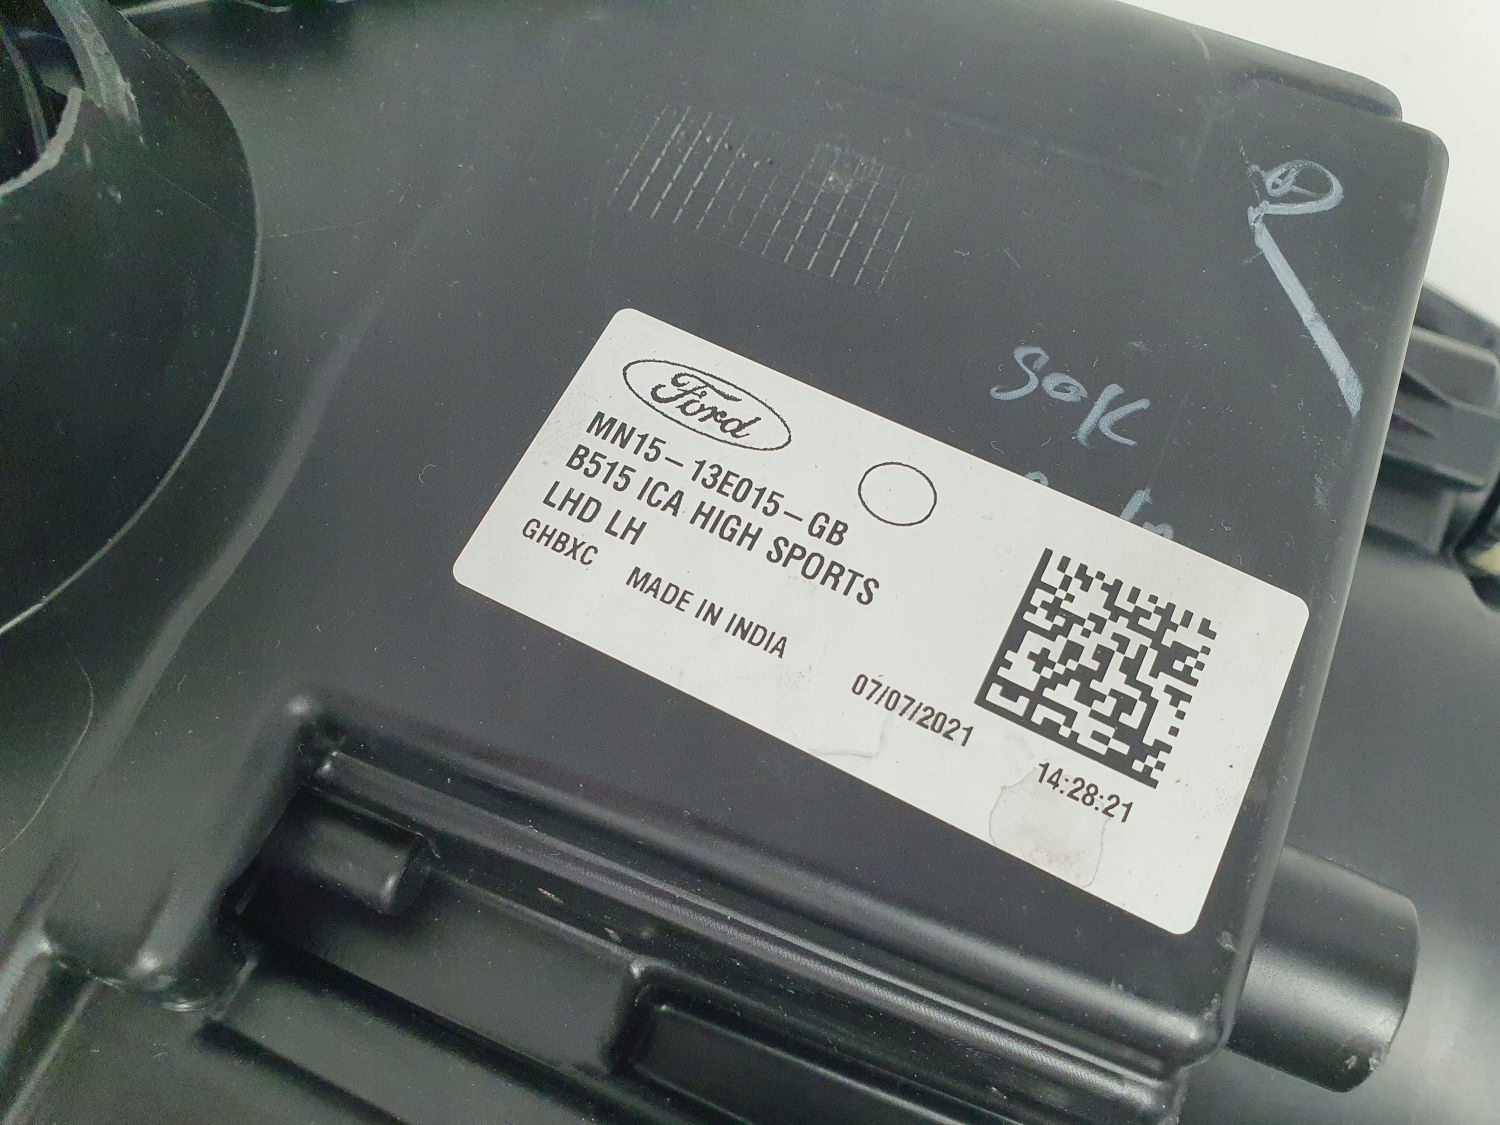 SOK
Ford
MN15-13E015-GB
B515 ICA HIGH SPORTS
LHD LH
GHBXC MADE IN INDIA
07/07/2021
14:28:21